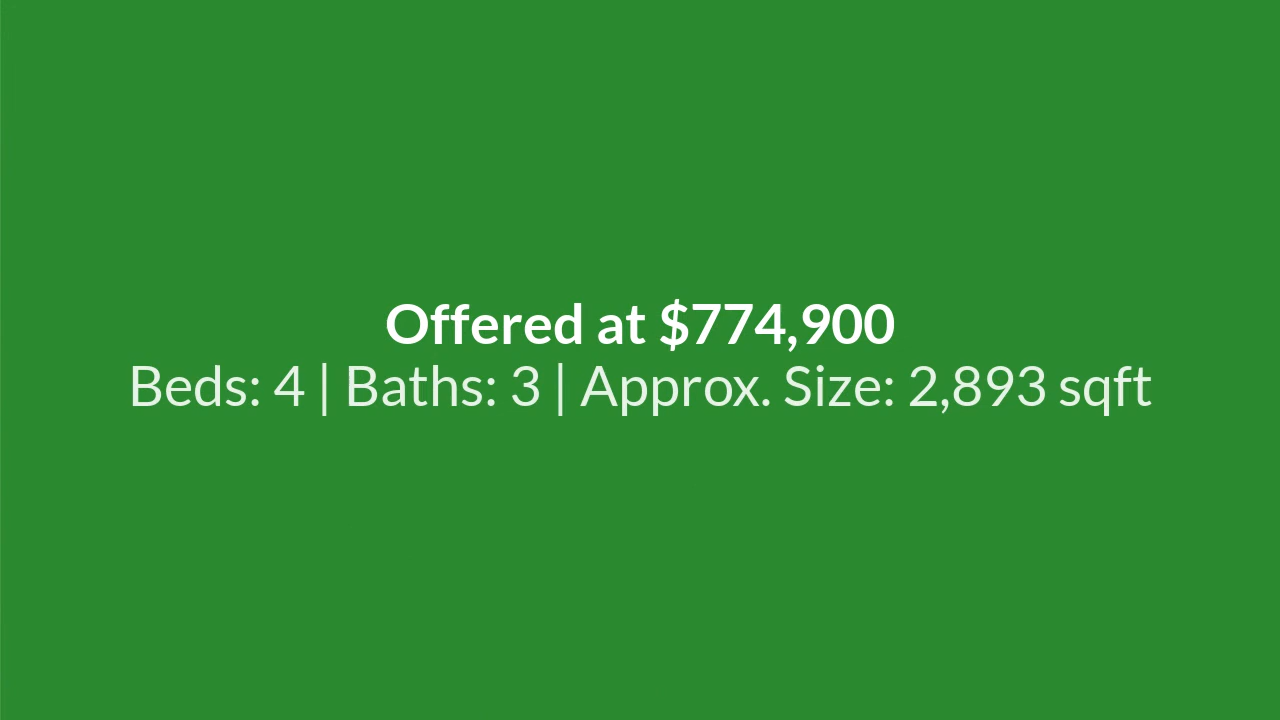 Offered at $774,900
Beds: 4 | Baths: 3 | Approx. Size: 2,893 sqft